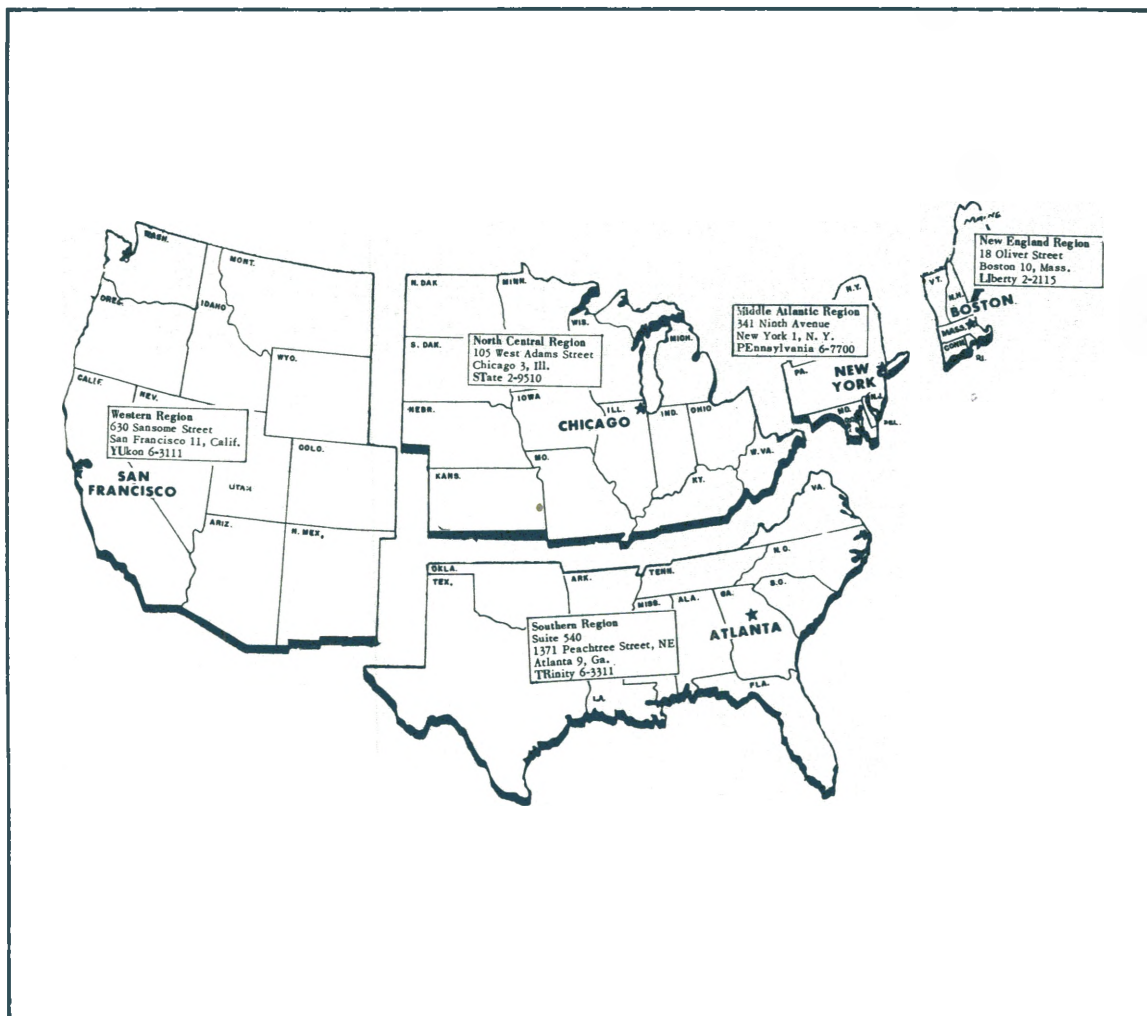 MAINE
New England Region
18 Oliver Street
Boston 10, Mass.
LIberty 2-2115
VT.
N.H.
BOSTON
MASS.
CONN.
R.I.
N.Y.
Middle Atlantic Region
341 Ninth Avenue
New York 1, N. Y.
PEnnsylvania 6-7700
PA.
NEW
YORK
N.J.
MD.
DEL.
N. DAK
MINN.
WIS.
MICH.
S. DAK.
North Central Region
105 West Adams Street
Chicago 3, Ill.
STate 2-9510
NEBR.
IOWA
ILL.
IND.
OHIO
CHICAGO
MO.
W.VA.
KANS.
KY.
WASH.
MONT.
OREG.
IDAHO
WYO.
CALIF.
NEV.
Western Region
630 Sansome Street
San Francisco 11, Calif.
YUkon 6-3111
COLO.
SAN
FRANCISCO
UTAH
ARIZ.
N. MEX.
VA.
N.C.
OKLA.
TEX.
ARK.
TENN.
S.C.
MISS.
ALA.
GA.
Southern Region
Suite 540
1371 Peachtree Street, NE
Atlanta 9, Ga.
TRinity 6-3311
ATLANTA
LA.
FLA.